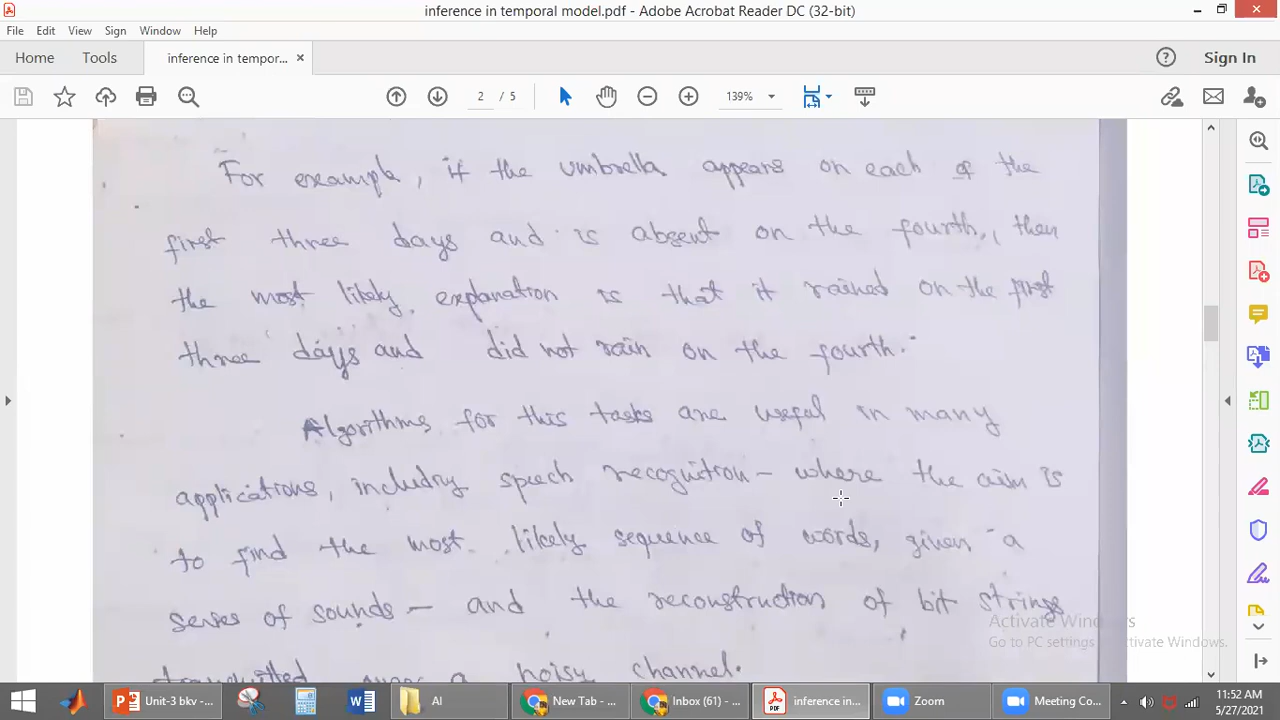 inference in temporal model.pdf - Adobe Acrobat Reader DC (32-bit)
File Edit View Sign Window Help
Home Tools inference in tempor... × Sign In
2 / 5 139%
For example, if the umbrella appears on each of the
first three days and is absent on the fourth, then
the most likely explanation is that it rained on the first
three days and did not rain on the fourth.
Algorithms for this tasks are useful in many
applications, including speech recognition – where the aim is
to find the most likely sequence of words, given a
series of sounds – and the reconstruction of bit strings
transmitted over a noisy channel.
Activate Windows
Go to PC settings to activate Windows.
Unit-3 bkv - ... AI New Tab - ... Inbox (61) - ... inference in... Zoom Meeting Co... 11:52 AM
5/27/2021